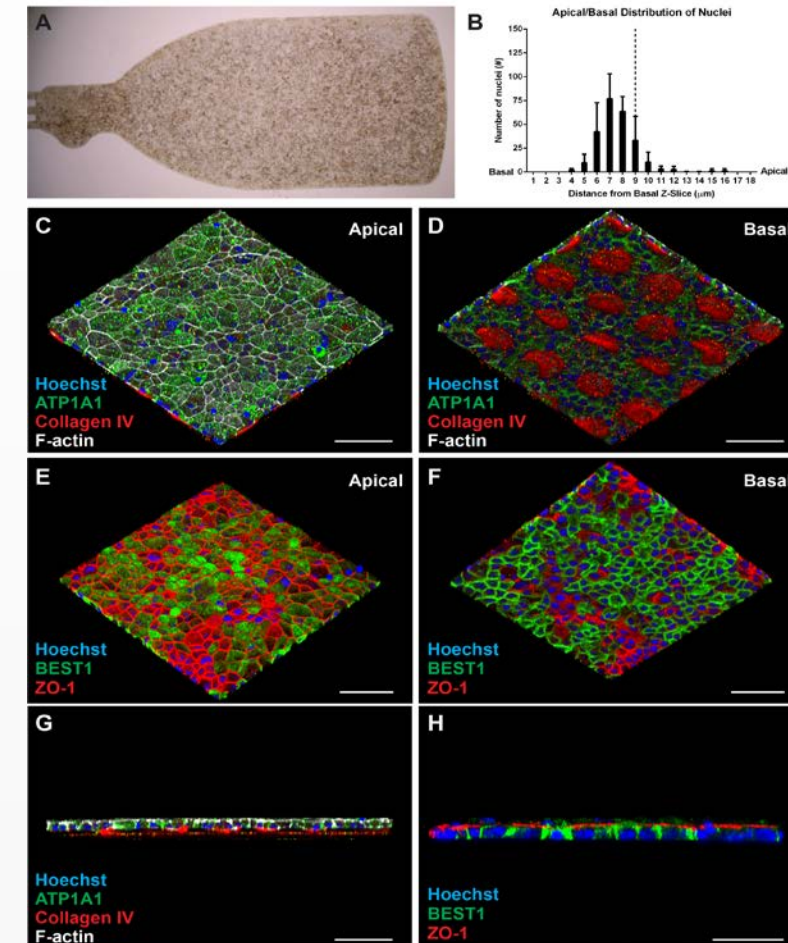 A
B
Apical/Basal Distribution of Nuclei
Number of nuclei (#)
150
125
100
75
50
25
0
Basal
Apical
1 2 3 4 5 6 7 8 9 10 11 12 13 14 15 16 17 18
Distance from Basal Z-Slice (μm)
C
Apical
Hoechst
ATP1A1
Collagen IV
F-actin
D
Basal
Hoechst
ATP1A1
Collagen IV
F-actin
E
Apical
Hoechst
BEST1
ZO-1
F
Basal
Hoechst
BEST1
ZO-1
G
Hoechst
ATP1A1
Collagen IV
F-actin
H
Hoechst
BEST1
ZO-1